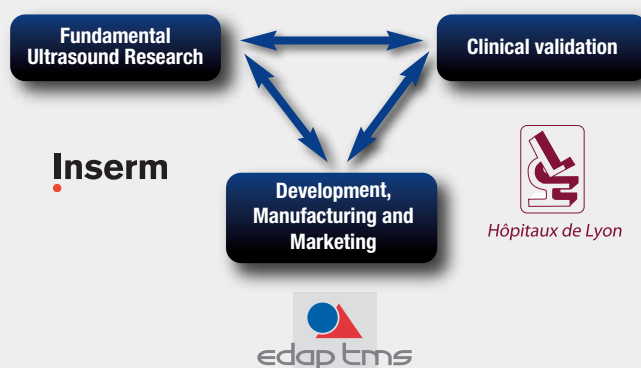 Fundamental
Ultrasound Research
Clinical validation
Inserm
Development,
Manufacturing and
Marketing
Hôpitaux de Lyon
edap tms